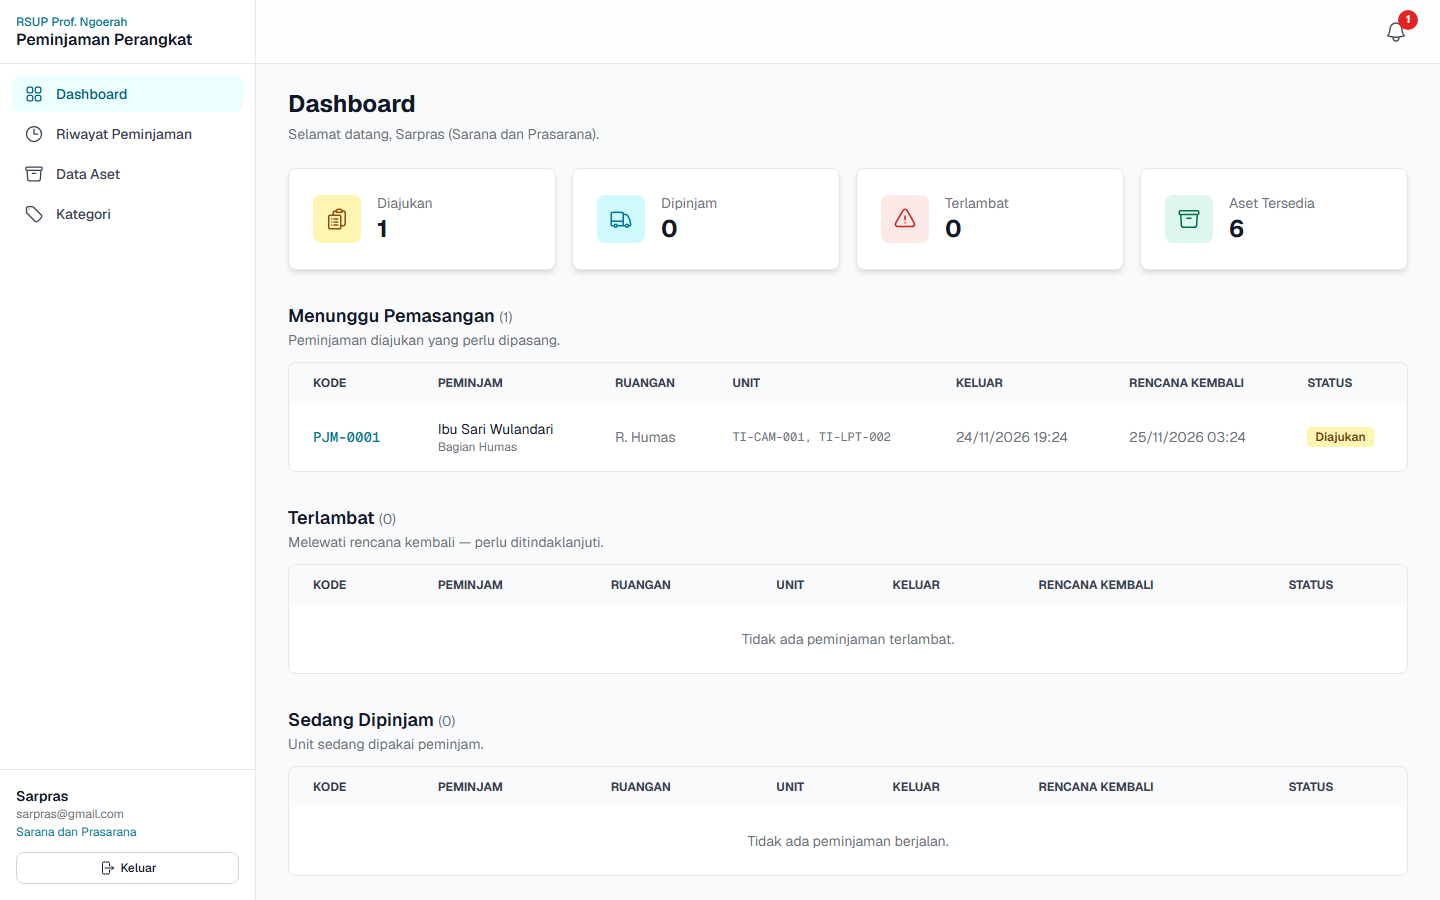 RSUP Prof. Ngoerah
Peminjaman Perangkat
1
Dashboard
Riwayat Peminjaman
Data Aset
Kategori
Sarpras
sarpras@gmail.com
Sarana dan Prasarana
Keluar
Dashboard
Selamat datang, Sarpras (Sarana dan Prasarana).
Diajukan
1
Dipinjam
0
Terlambat
0
Aset Tersedia
6
Menunggu Pemasangan (1)
Peminjaman diajukan yang perlu dipasang.
KODE PEMINJAM RUANGAN UNIT KELUAR RENCANA KEMBALI STATUS
PJM-0001 Ibu Sari Wulandari R. Humas TI-CAM-001, TI-LPT-002 24/11/2026 19:24 25/11/2026 03:24 Diajukan
Bagian Humas
Terlambat (0)
Melewati rencana kembali — perlu ditindaklanjuti.
KODE PEMINJAM RUANGAN UNIT KELUAR RENCANA KEMBALI STATUS
Tidak ada peminjaman terlambat.
Sedang Dipinjam (0)
Unit sedang dipakai peminjam.
KODE PEMINJAM RUANGAN UNIT KELUAR RENCANA KEMBALI STATUS
Tidak ada peminjaman berjalan.